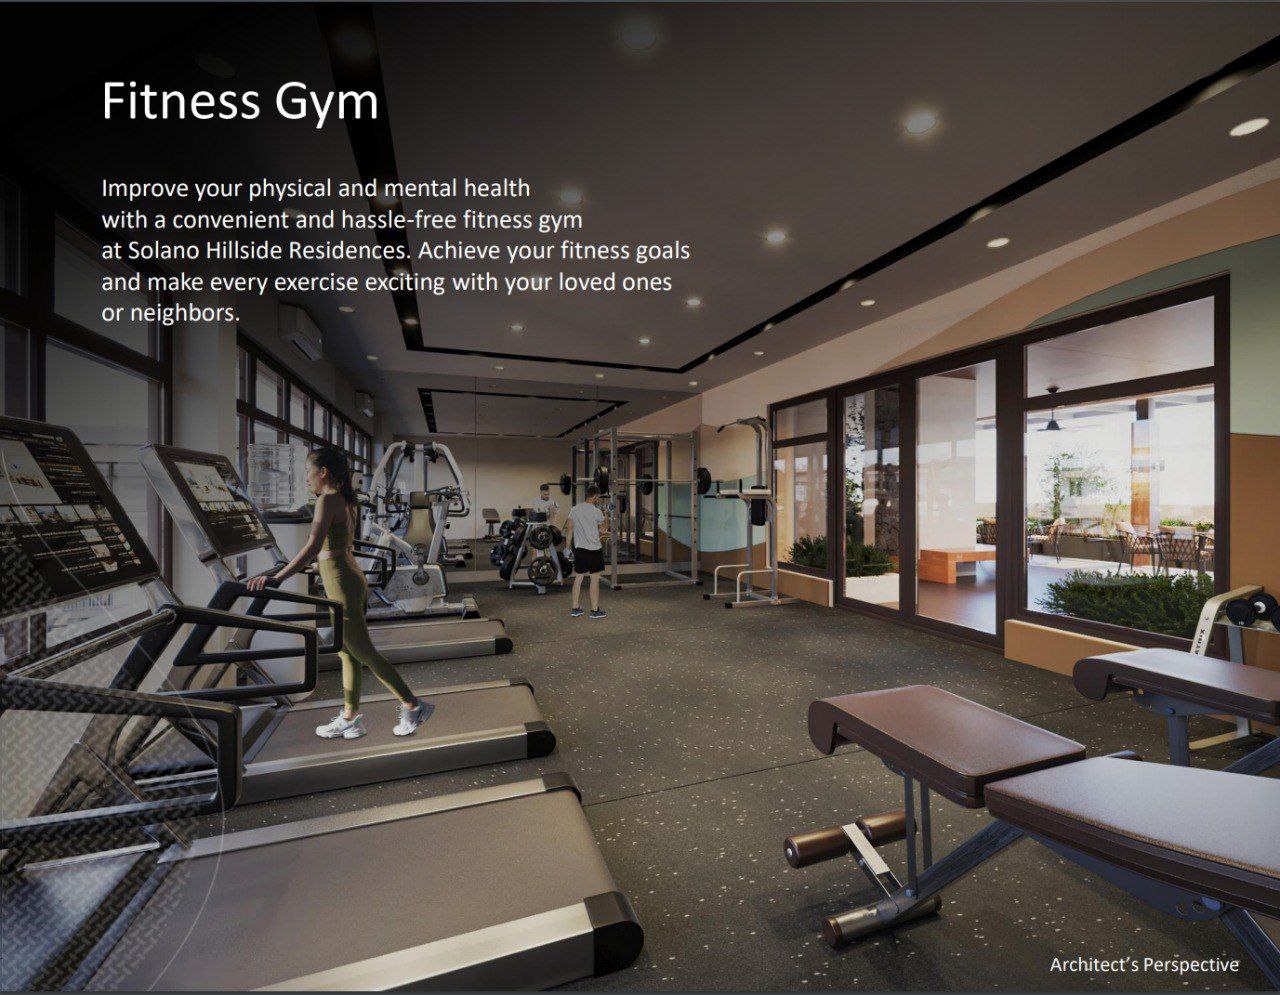 Fitness Gym
Improve your physical and mental health
with a convenient and hassle-free fitness gym
at Solano Hillside Residences. Achieve your fitness goals
and make every exercise exciting with your loved ones
or neighbors.
MATRIX
Architect’s Perspective